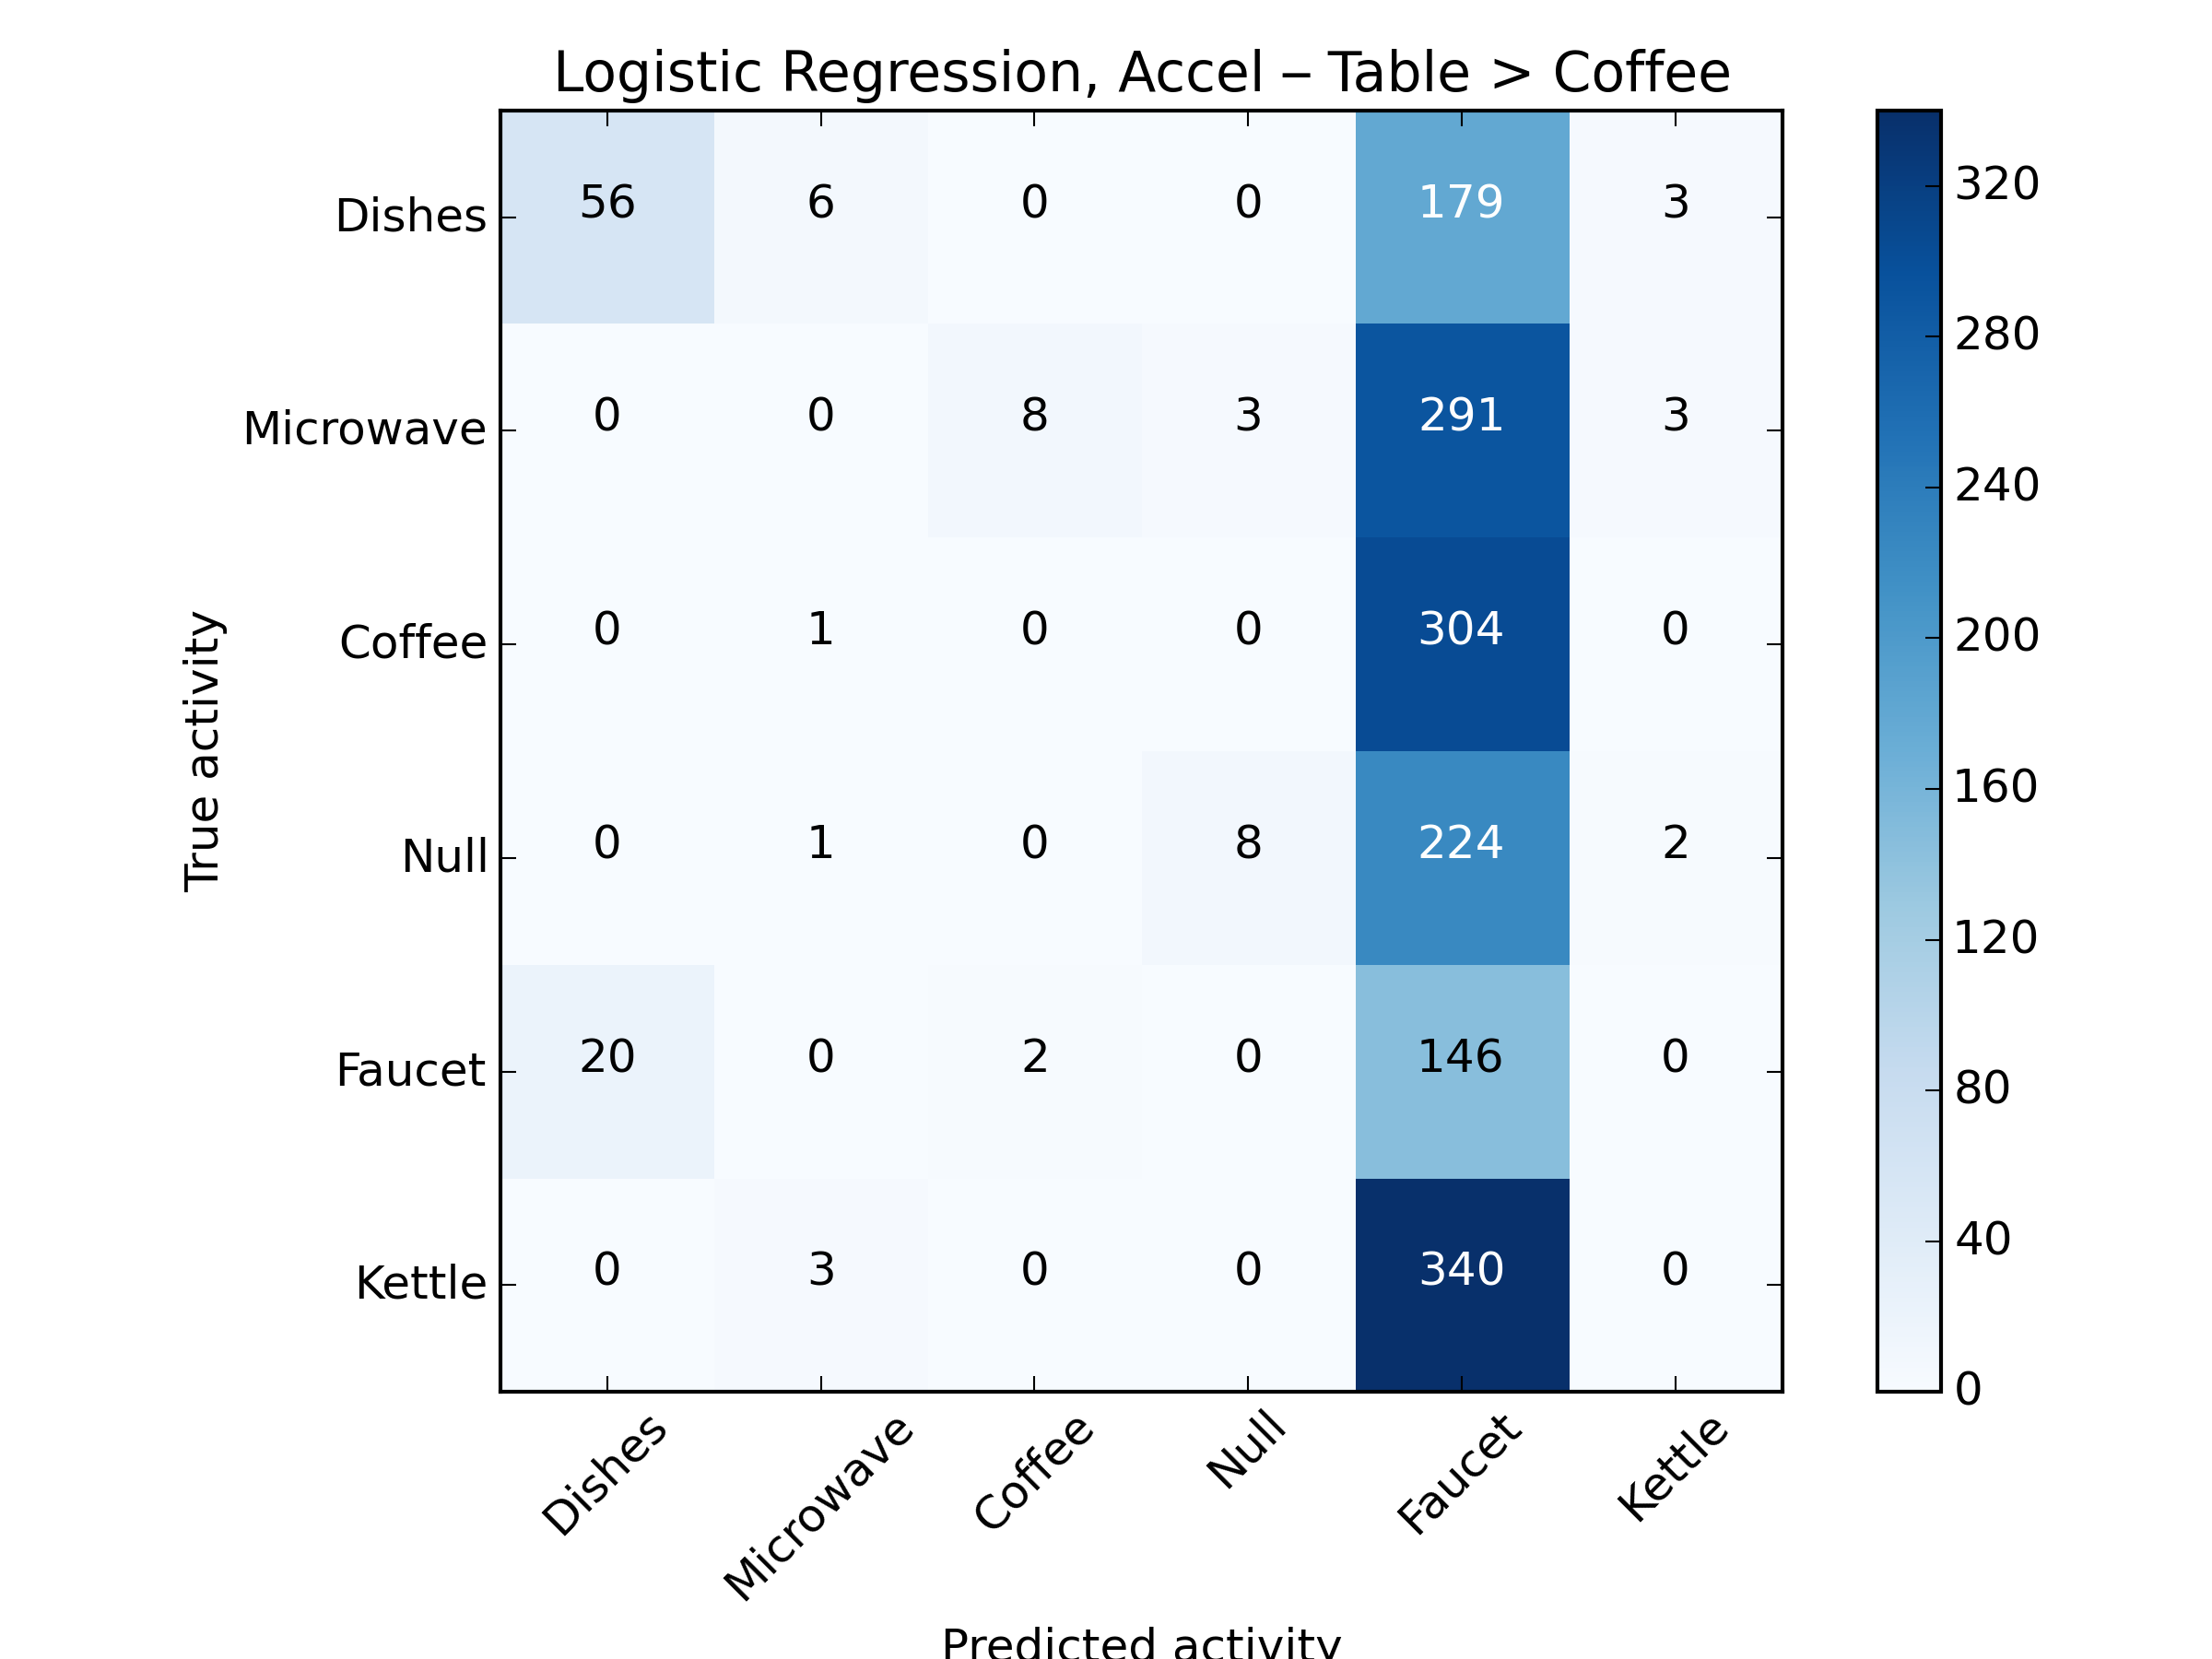 Logistic Regression, Accel – Table > Coffee
Dishes 56 6 0 0 179 3
Microwave 0 0 8 3 291 3
Coffee 0 1 0 0 304 0
Null 0 1 0 8 224 2
Faucet 20 0 2 0 146 0
Kettle 0 3 0 0 340 0
True activity
Dishes Microwave Coffee Null Faucet Kettle
Predicted activity
320
280
240
200
160
120
80
40
0